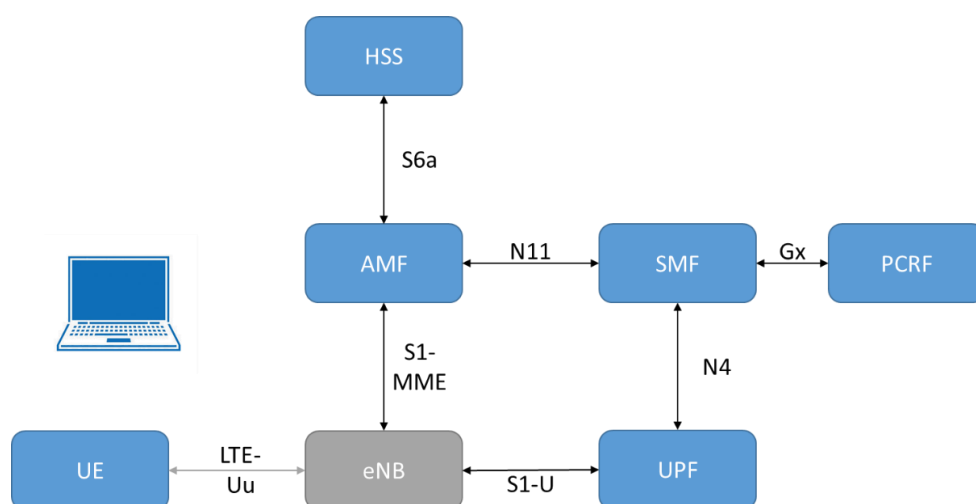 HSS
S6a
AMF
N11
SMF
Gx
PCRF
S1-
MME
N4
UE
LTE-
Uu
eNB
S1-U
UPF